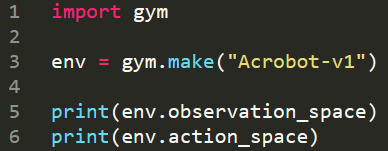 1 import gym
2
3 env = gym.make("Acrobot-v1")
4
5 print(env.observation_space)
6 print(env.action_space)